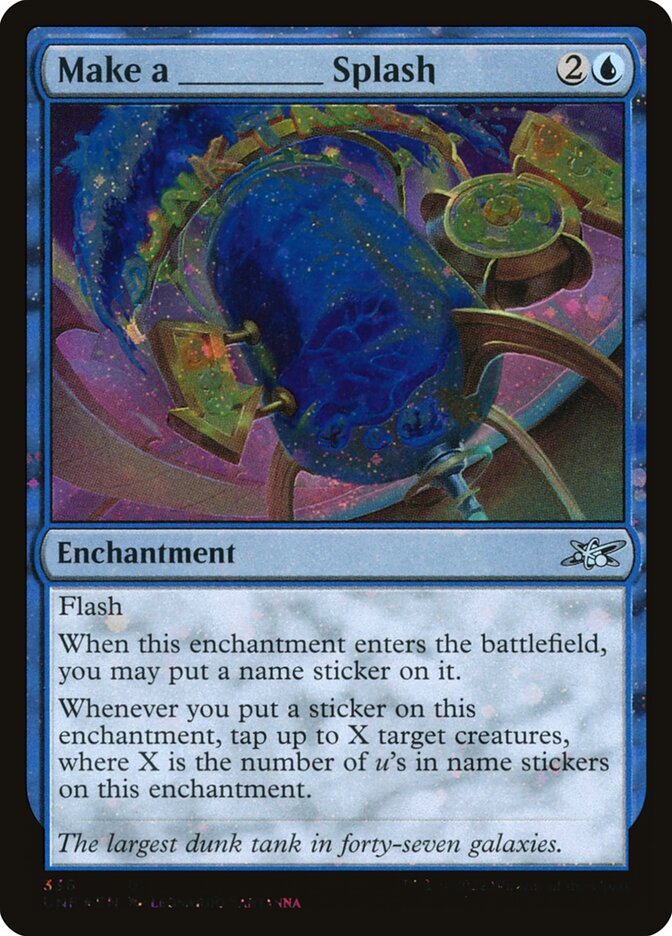 Make a ________ Splash 2
Enchantment
Flash
When this enchantment enters the battlefield,
you may put a name sticker on it.
Whenever you put a sticker on this
enchantment, tap up to X target creatures,
where X is the number of u's in name stickers
on this enchantment.
The largest dunk tank in forty-seven galaxies.